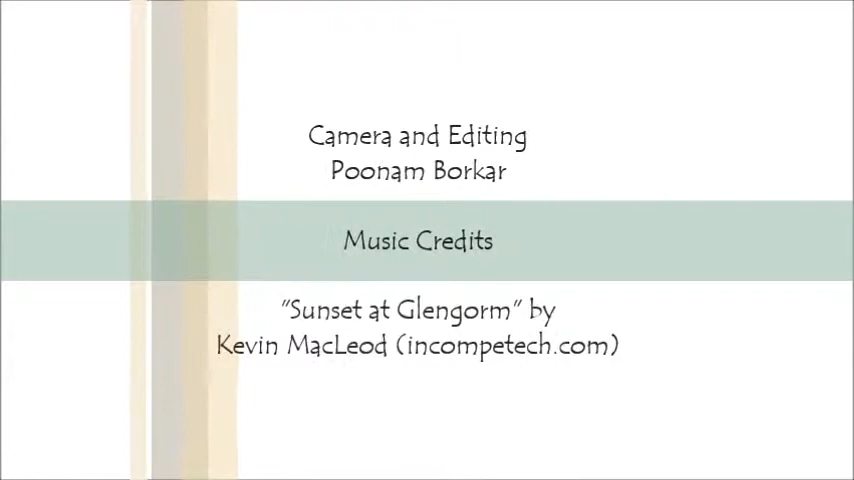 Camera and Editing
Poonam Borkar
Music Credits
"Sunset at Glengorm" by
Kevin MacLeod (incompetech.com)